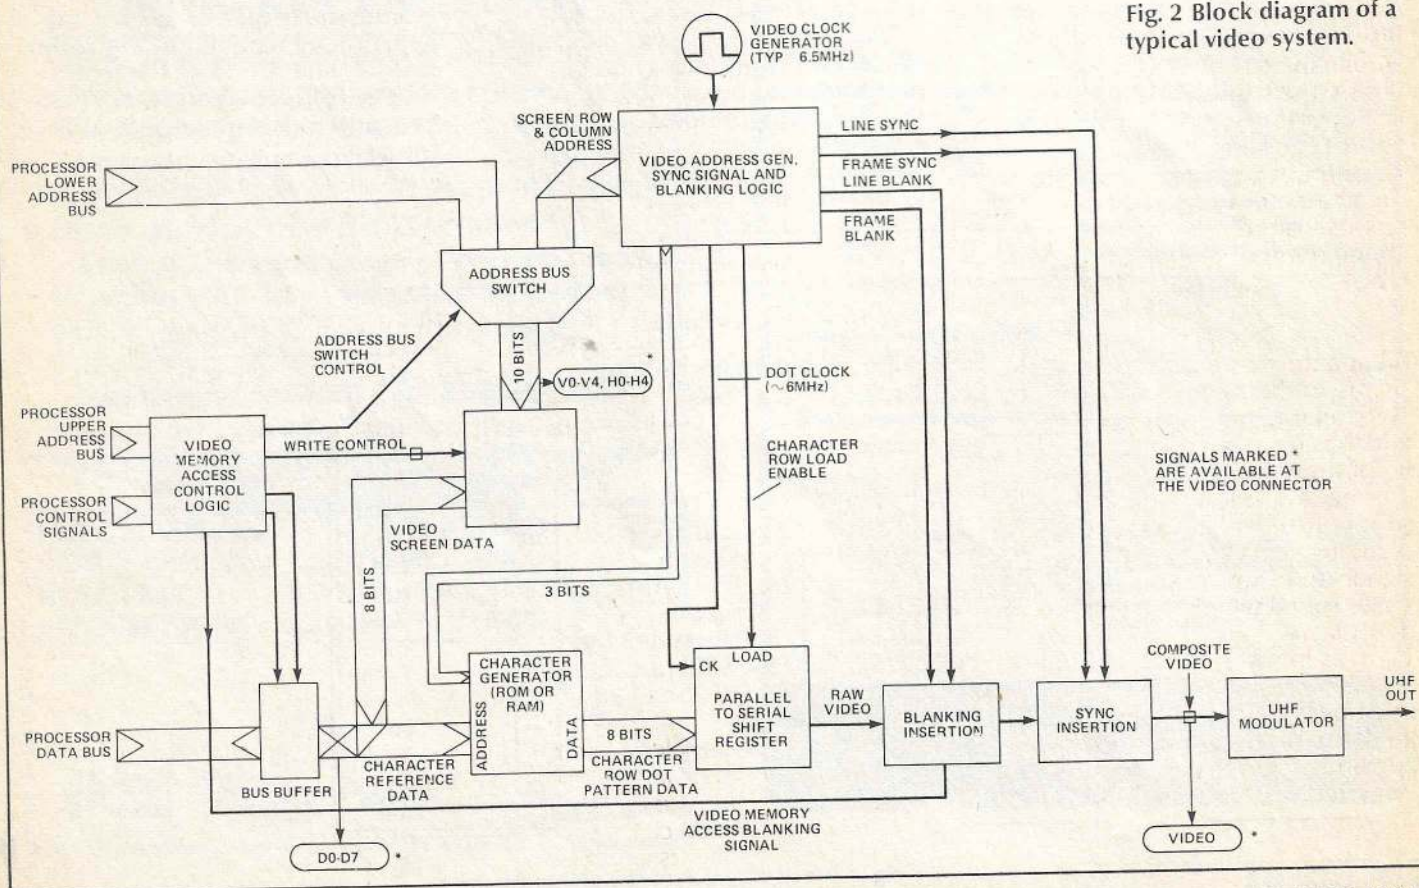 Fig. 2 Block diagram of a
typical video system.
VIDEO CLOCK
GENERATOR
(TYP 6.5MHz)
SCREEN ROW
& COLUMN
ADDRESS
VIDEO ADDRESS GEN.
SYNC SIGNAL AND
BLANKING LOGIC
LINE SYNC
FRAME SYNC
LINE BLANK
FRAME
BLANK
PROCESSOR
LOWER
ADDRESS
BUS
ADDRESS BUS
SWITCH
ADDRESS BUS
SWITCH
CONTROL
10 BITS
*
V0-V4, H0-H4
DOT CLOCK
(~6MHz)
PROCESSOR
UPPER
ADDRESS
BUS
VIDEO
MEMORY
ACCESS
CONTROL
LOGIC
WRITE CONTROL
CHARACTER
ROW LOAD
ENABLE
SIGNALS MARKED *
ARE AVAILABLE AT
THE VIDEO CONNECTOR
PROCESSOR
CONTROL
SIGNALS
VIDEO
SCREEN DATA
8 BITS
3 BITS
CHARACTER
GENERATOR
(ROM OR
RAM)
ADDRESS
DATA
CK
LOAD
PARALLEL
TO SERIAL
SHIFT
REGISTER
RAW
VIDEO
BLANKING
INSERTION
SYNC
INSERTION
COMPOSITE
VIDEO
UHF
MODULATOR
UHF
OUT
PROCESSOR
DATA BUS
BUS BUFFER
CHARACTER
REFERENCE
DATA
8 BITS
CHARACTER
ROW DOT
PATTERN DATA
VIDEO MEMORY
ACCESS BLANKING
SIGNAL
D0-D7 *
VIDEO *